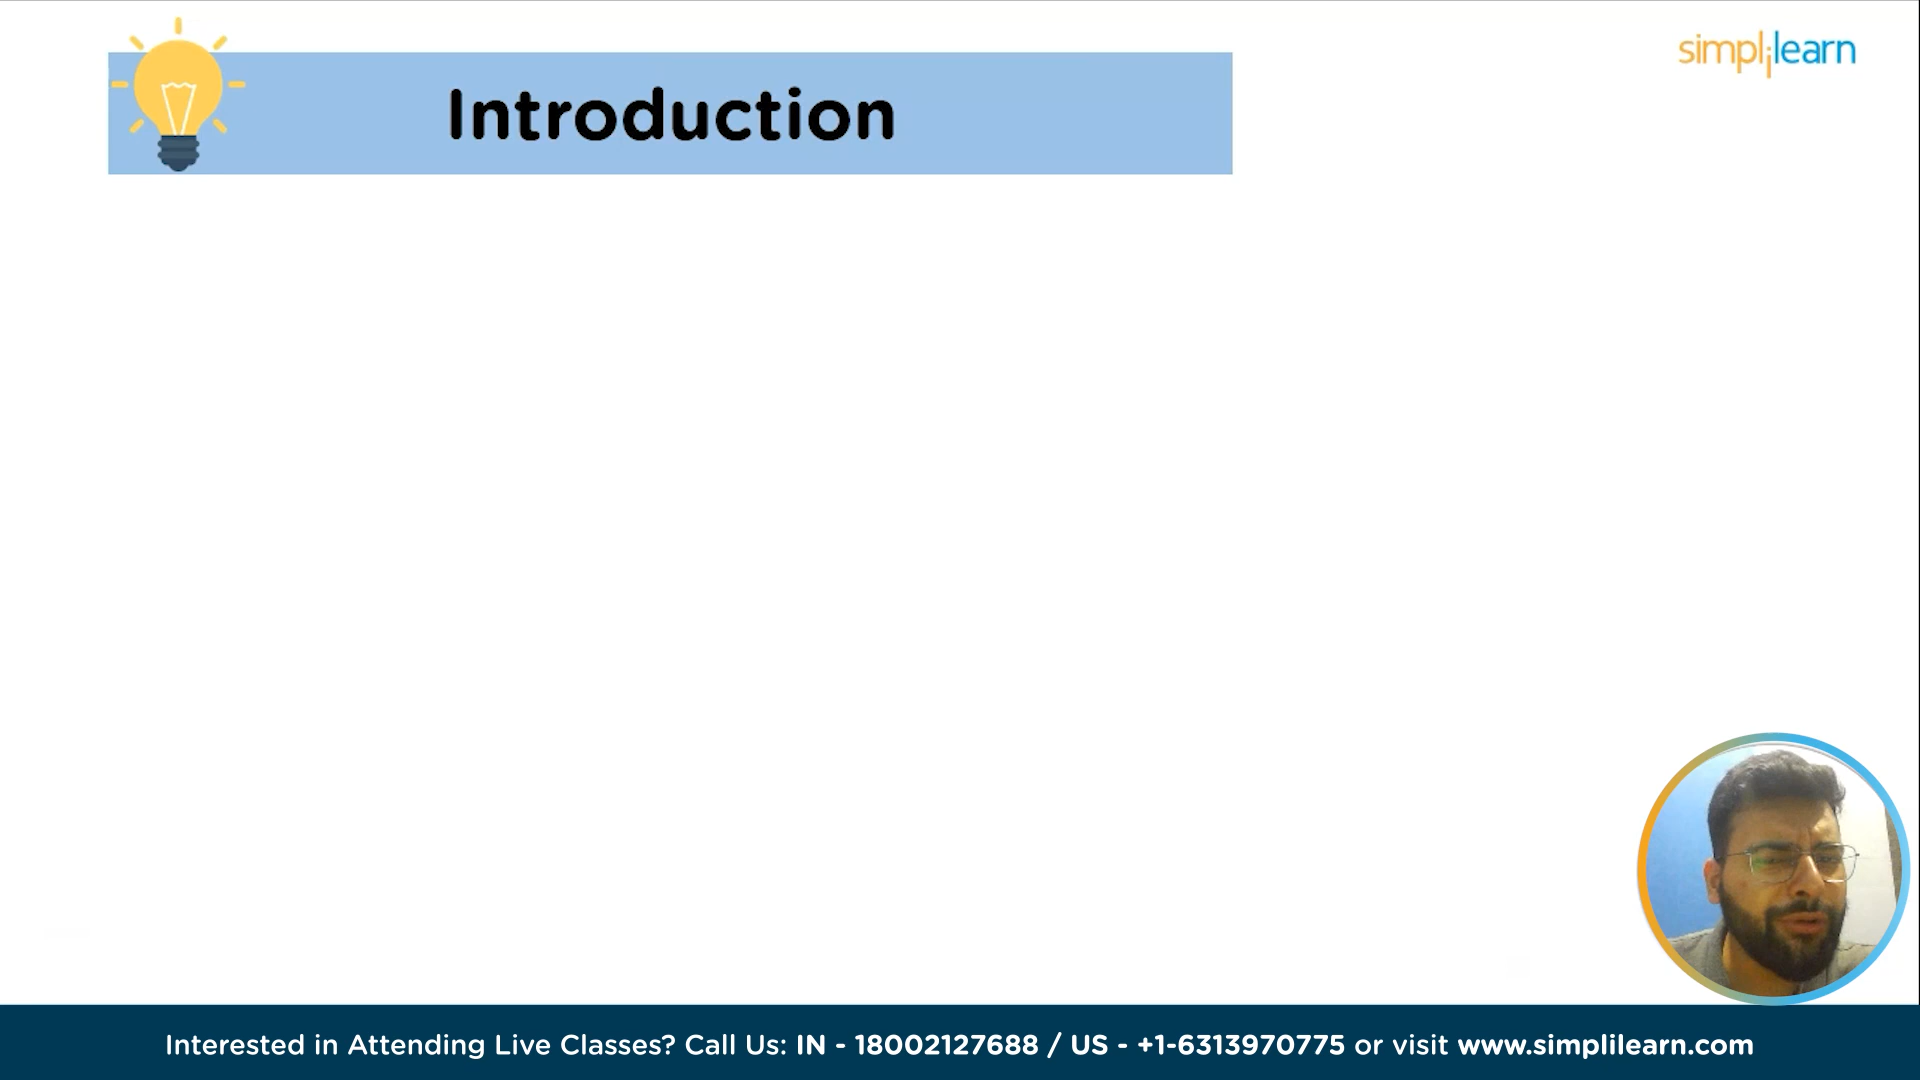 simplilearn
Introduction
Interested in Attending Live Classes? Call Us: IN - 18002127688 / US - +1-6313970775 or visit www.simplilearn.com